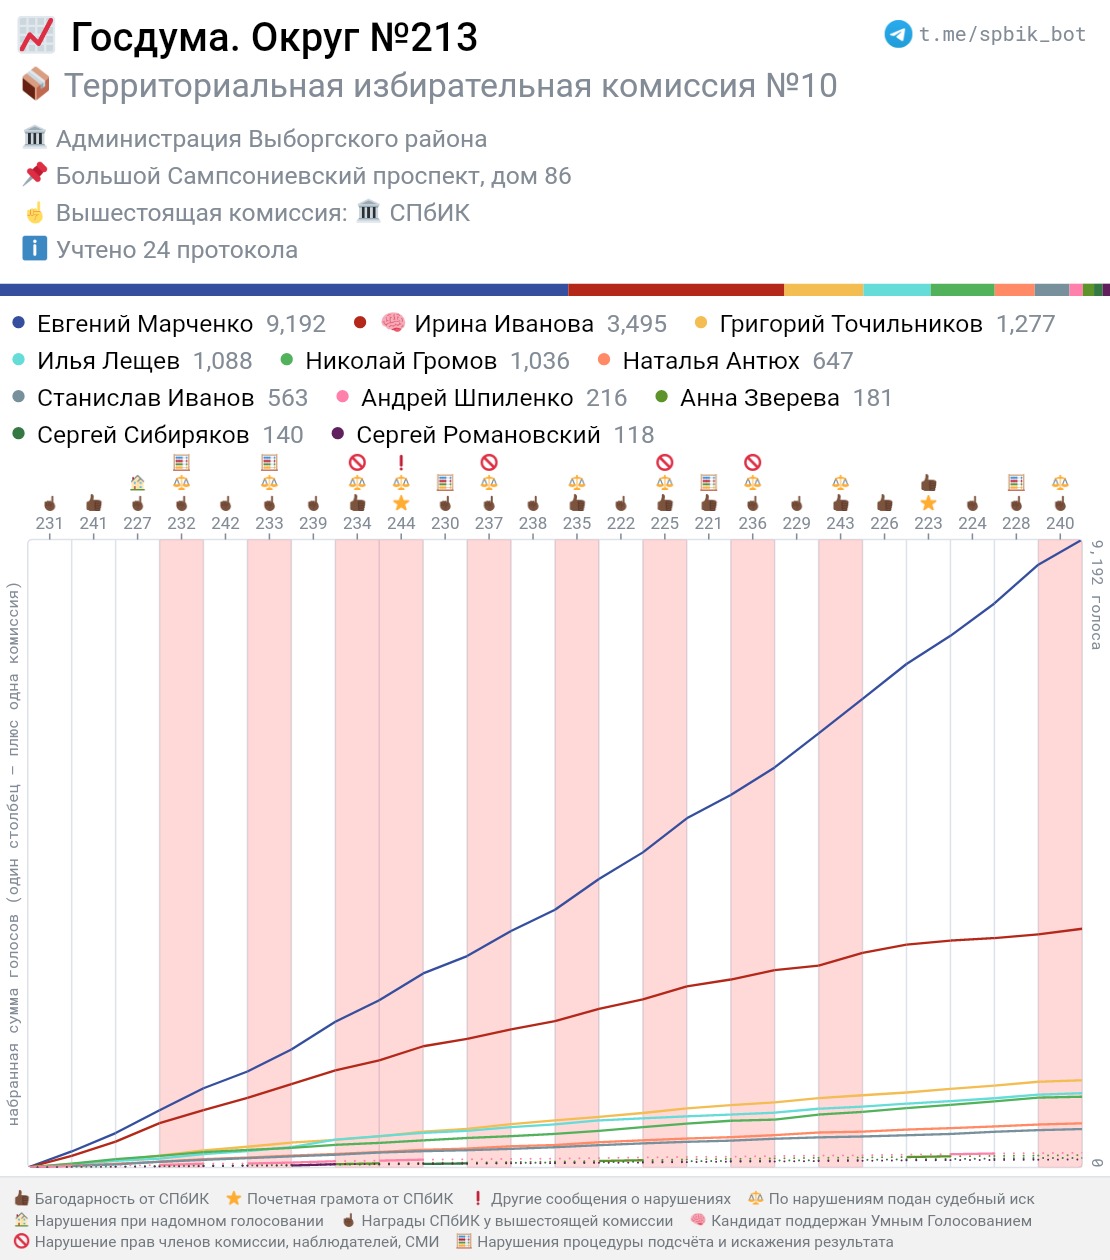 Госдума. Округ №213
t.me/spbik_bot
Территориальная избирательная комиссия №10
Администрация Выборгского района
Большой Сампсониевский проспект, дом 86
Вышестоящая комиссия: СПбИК
Учтено 24 протокола
Евгений Марченко 9,192 Ирина Иванова 3,495 Григорий Точильников 1,277
Илья Лещев 1,088 Николай Громов 1,036 Наталья Антюх 647
Станислав Иванов 563 Андрей Шпиленко 216 Анна Зверева 181
Сергей Сибиряков 140 Сергей Романовский 118
231 241 227 232 242 233 239 234 244 230 237 238 235 222 225 221 236 229 243 226 223 224 228 240
набранная сумма голосов (один столбец — плюс одна комиссия)
9,192 голоса
0
Багодарность от СПбИК Почетная грамота от СПбИК Другие сообщения о нарушениях По нарушениям подан судебный иск
Нарушения при надомном голосовании Награды СПбИК у вышестоящей комиссии Кандидат поддержан Умным Голосованием
Нарушение прав членов комиссии, наблюдателей, СМИ Нарушения процедуры подсчёта и искажения результата